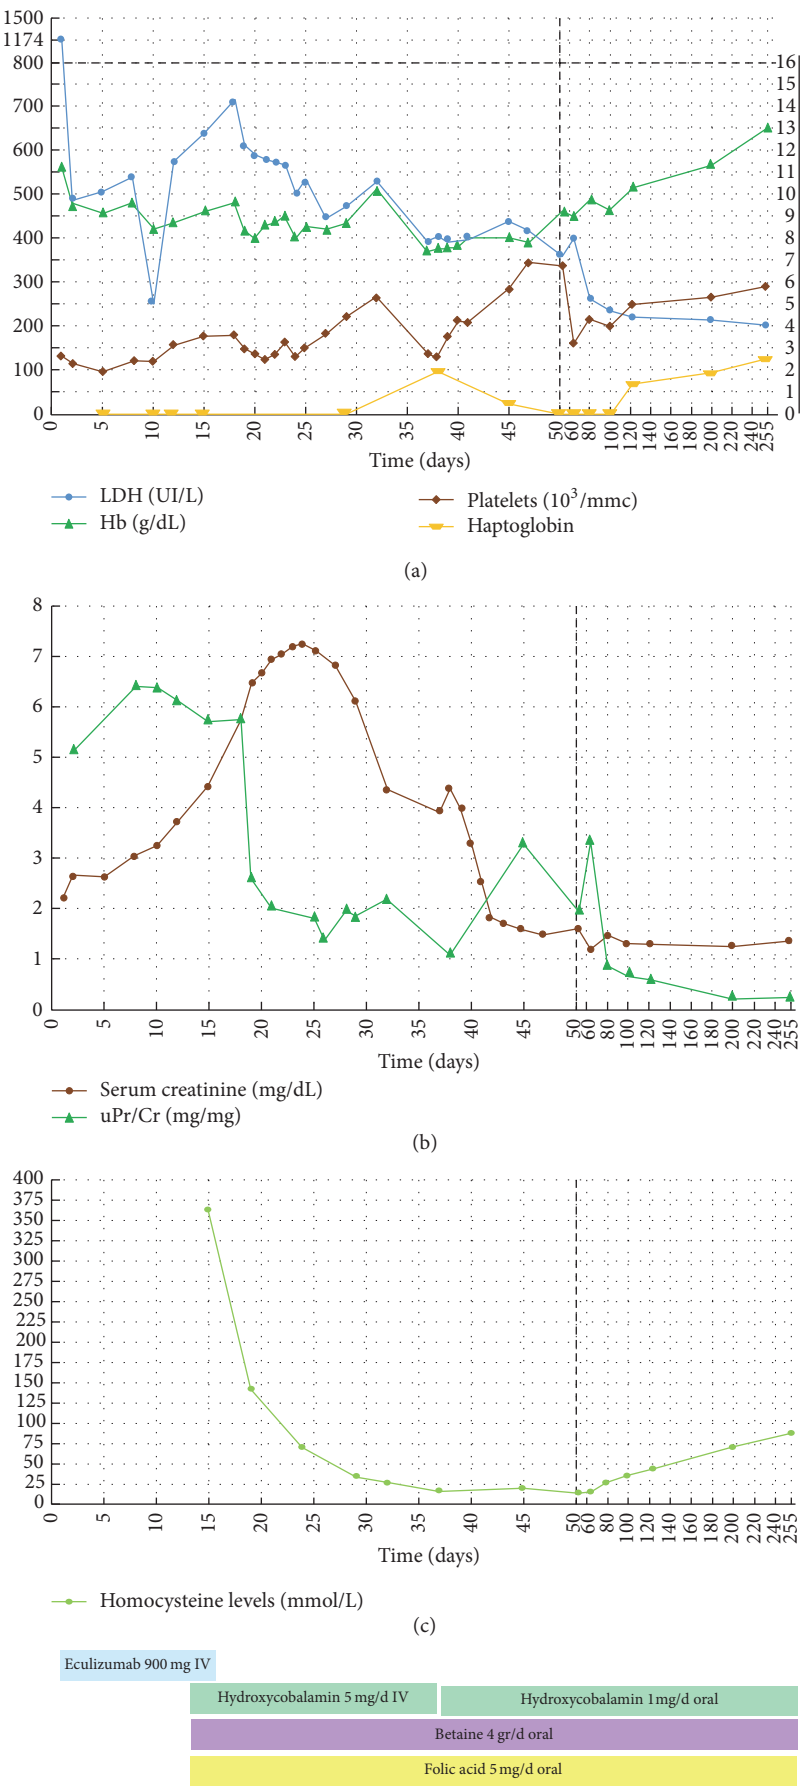 1500
1174
800
700
600
500
400
300
200
100
0
16
15
14
13
12
11
10
9
8
7
6
5
4
3
2
1
0
0 5 10 15 20 25 30 35 40 45 50 60 80 100 120 140 160 180 200 220 240 255
Time (days)
LDH (UI/L)
Hb (g/dL)
Platelets (10³/mmc)
Haptoglobin
(a)
8
7
6
5
4
3
2
1
0
0 5 10 15 20 25 30 35 40 45 50 60 80 100 120 140 160 180 200 220 240 255
Time (days)
Serum creatinine (mg/dL)
uPr/Cr (mg/mg)
(b)
400
375
350
325
300
275
250
225
200
175
150
125
100
75
50
25
0
0 5 10 15 20 25 30 35 40 45 50 60 80 100 120 140 160 180 200 220 240 255
Time (days)
Homocysteine levels (mmol/L)
(c)
Eculizumab 900 mg IV
Hydroxycobalamin 5 mg/d IV Hydroxycobalamin 1 mg/d oral
Betaine 4 gr/d oral
Folic acid 5 mg/d oral